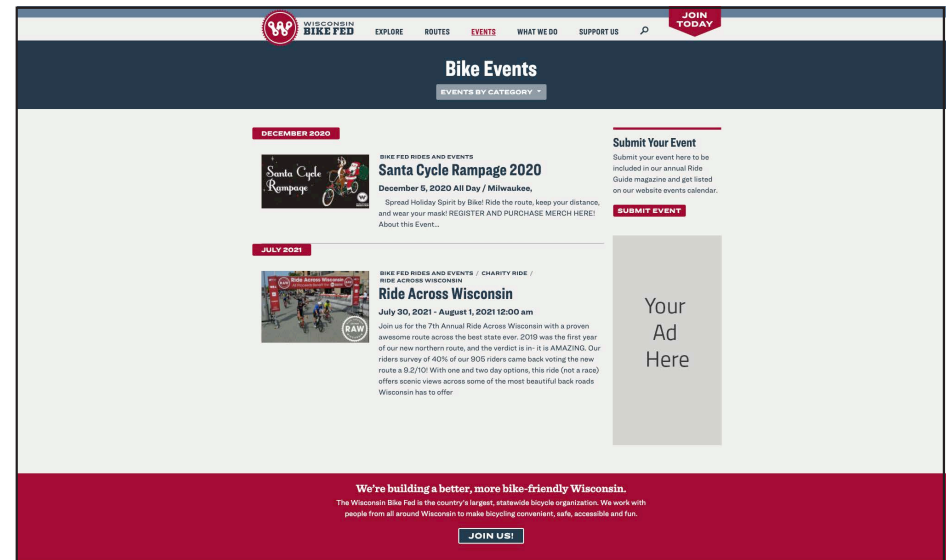 WISCONSIN
BIKE FED
EXPLORE
ROUTES
EVENTS
WHAT WE DO
SUPPORT US
JOIN
TODAY
Bike Events
EVENTS BY CATEGORY
DECEMBER 2020
Santa Cycle
Rampage
BIKE FED RIDES AND EVENTS
Santa Cycle Rampage 2020
December 5, 2020 All Day / Milwaukee,
Spread Holiday Spirit by Bike! Ride the route, keep your distance,
and wear your mask! REGISTER AND PURCHASE MERCH HERE!
About this Event...
JULY 2021
Ride Across Wisconsin
RAW
BIKE FED RIDES AND EVENTS / CHARITY RIDE /
RIDE ACROSS WISCONSIN
Ride Across Wisconsin
July 30, 2021 - August 1, 2021 12:00 am
Join us for the 7th Annual Ride Across Wisconsin with a proven
awesome route across the best state ever. 2019 was the first year
of our new northern route, and the verdict is in- it is AMAZING. Our
riders survey of 40% of our 905 riders came back voting the new
route a 9.2/10! With one and two day options, this ride (not a race)
offers scenic views across some of the most beautiful back roads
Wisconsin has to offer
Submit Your Event
Submit your event here to be
included in our annual Ride
Guide magazine and get listed
on our website events calendar.
SUBMIT EVENT
Your
Ad
Here
We're building a better, more bike-friendly Wisconsin.
The Wisconsin Bike Fed is the country's largest, statewide bicycle organization. We work with
people from all around Wisconsin to make bicycling convenient, safe, accessible and fun.
JOIN US!